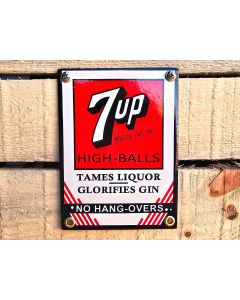 7up
HIGH-BALLS
TAMES LIQUOR
GLORIFIES GIN
NO HANG-OVERS